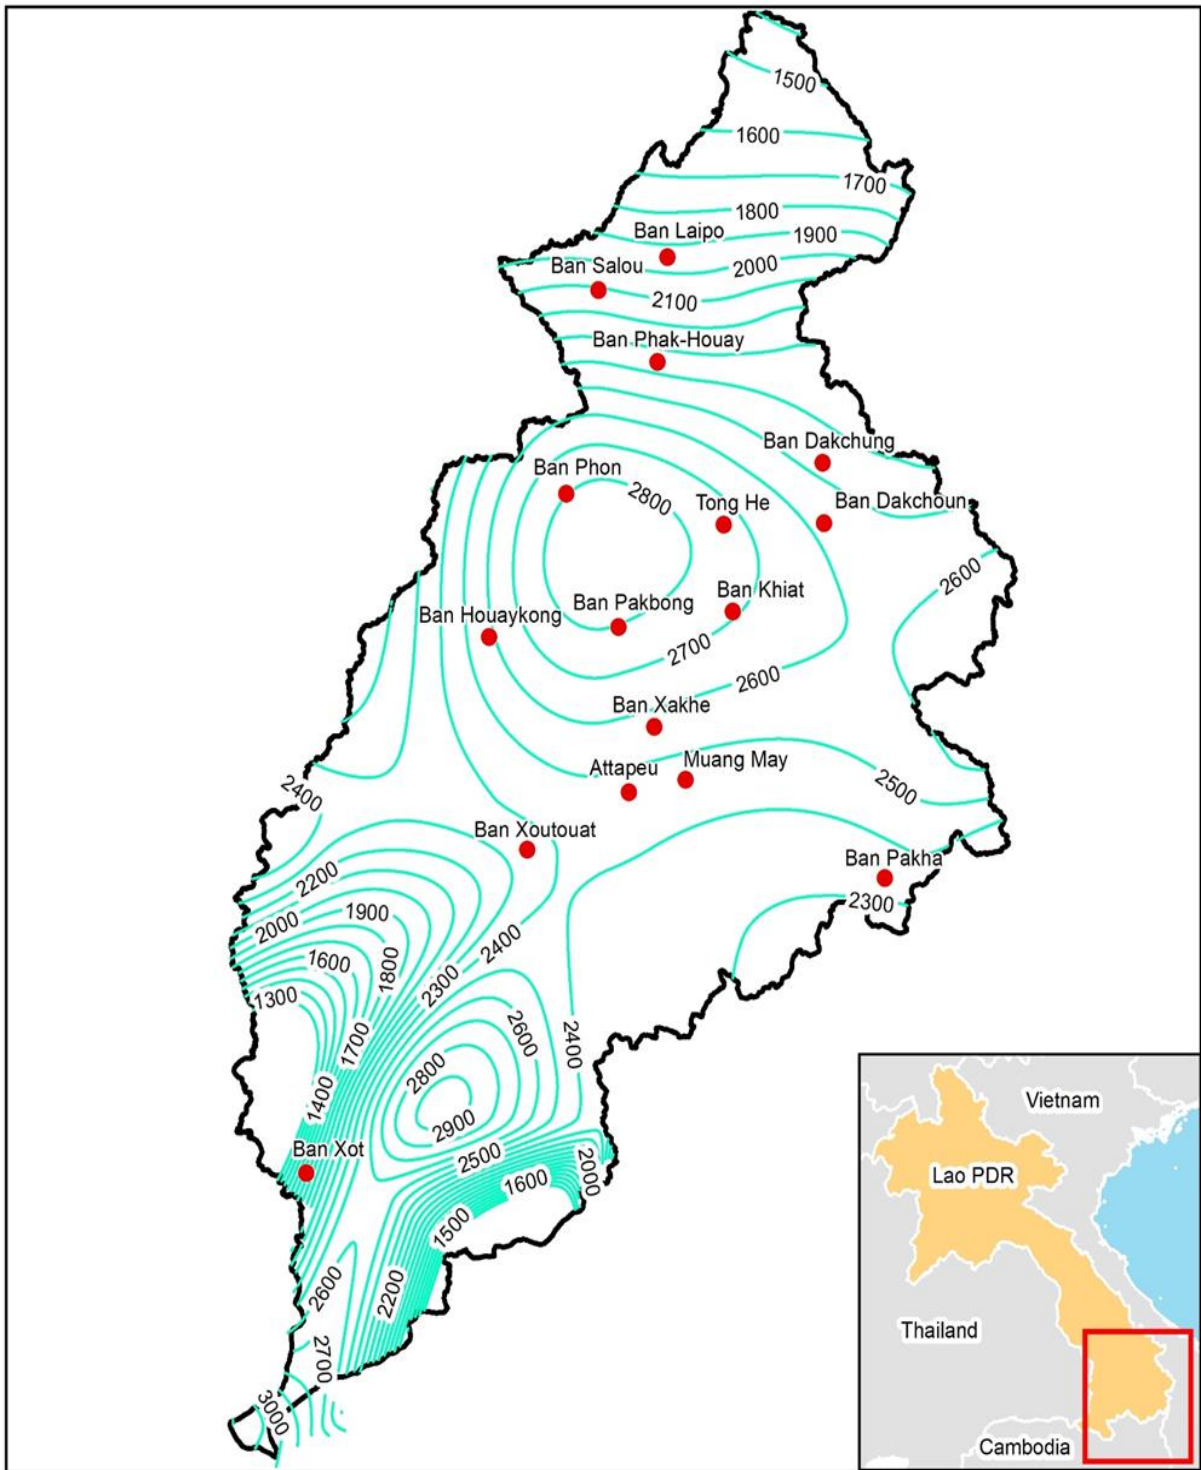 1500
1600
1700
1800
Ban Laipo
1900
Ban Salou
2000
2100
Ban Phak-Houay
Ban Dakchung
Ban Phon
2800
Tong He
Ban Dakchoun
2600
Ban Khiat
Ban Pakbong
Ban Houaykong
2700
2600
Ban Xakhe
Attapeu
Muang May
2500
2400
Ban Xoutouat
Ban Pakha
2200
2300
1900
2000
2400
1600
1800
2300
1300
2600
1700
2400
2800
1400
2900
Ban Xot
2500
2000
1600
1500
2600
2200
2700
3000
Vietnam
Lao PDR
Thailand
Cambodia